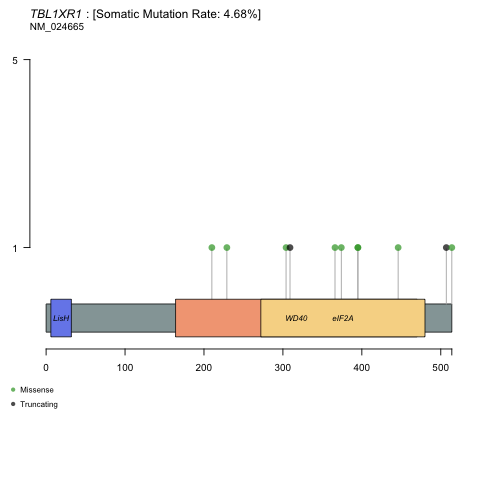 TBL1XR1 : [Somatic Mutation Rate: 4.68%]
NM_024665
5
1
LisH WD40 eIF2A
0 100 200 300 400 500
Missense
Truncating